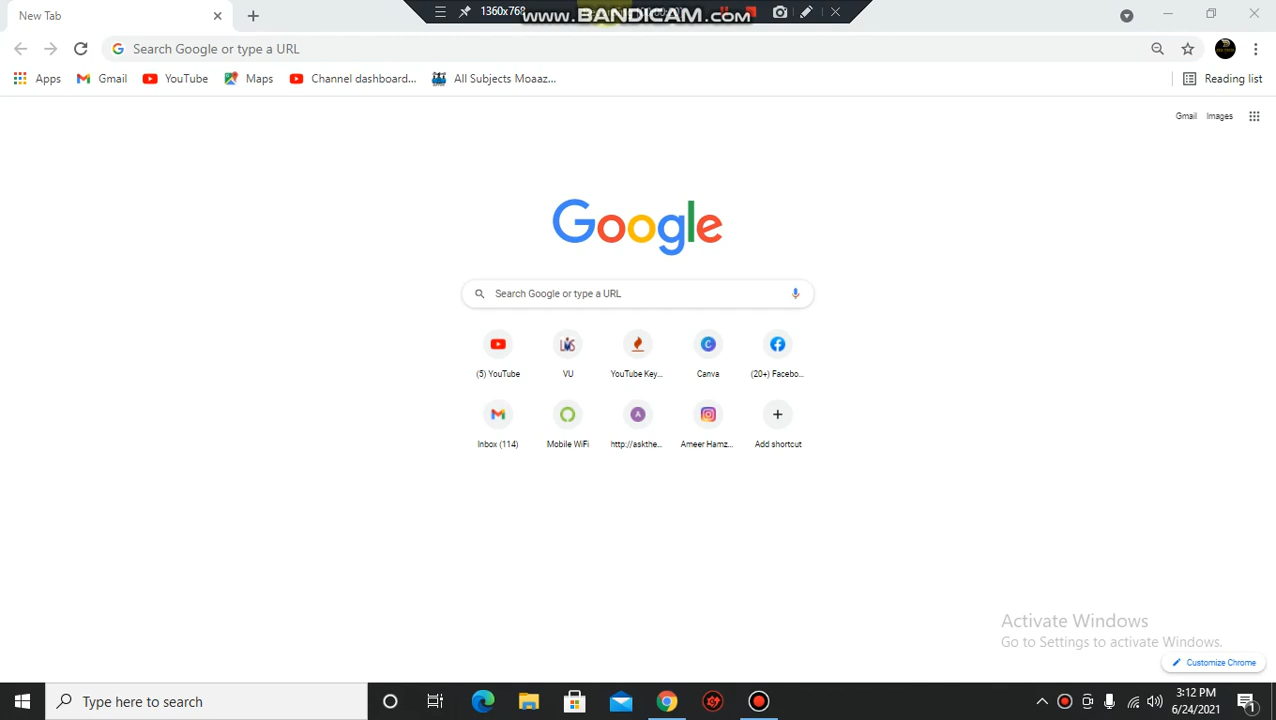 New Tab
1360x768
www.BANDICAM.com
Search Google or type a URL
Apps
Gmail
YouTube
Maps
Channel dashboard...
All Subjects Moaaz...
Reading list
Gmail
Images
Google
Search Google or type a URL
(5) YouTube
VU
YouTube Key...
Canva
(20+) Facebo...
Inbox (114)
Mobile WiFi
http://askthe...
Ameer Hamz...
Add shortcut
Activate Windows
Go to Settings to activate Windows.
Customize Chrome
Type here to search
3:12 PM
6/24/2021